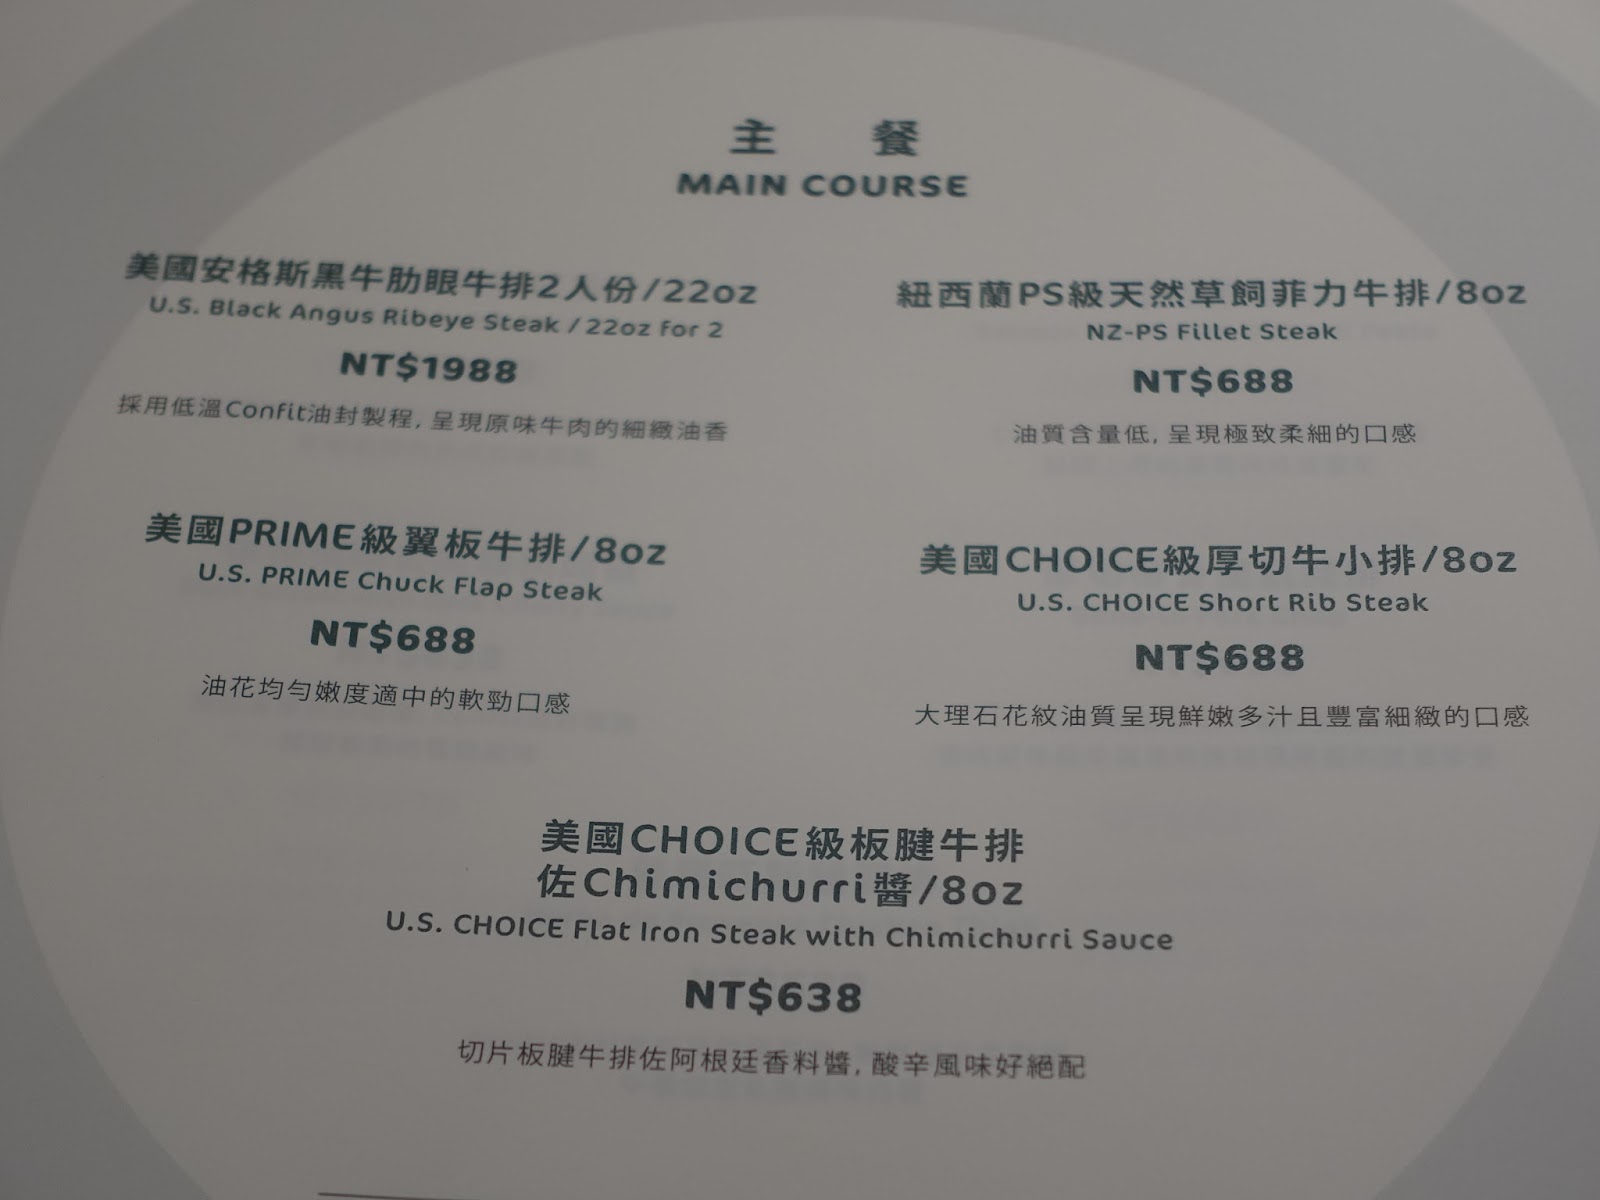 主 餐
MAIN COURSE
美國安格斯黑牛肋眼牛排2人份/22oz
U.S. Black Angus Ribeye Steak / 22oz for 2
NT$1988
採用低溫Confit油封製程, 呈現原味牛肉的細緻油香
紐西蘭PS級天然草飼菲力牛排/8oz
NZ-PS Fillet Steak
NT$688
油質含量低, 呈現極致柔細的口感
美國PRIME級翼板牛排/8oz
U.S. PRIME Chuck Flap Steak
NT$688
油花均勻嫩度適中的軟勁口感
美國CHOICE級厚切牛小排/8oz
U.S. CHOICE Short Rib Steak
NT$688
大理石花紋油質呈現鮮嫩多汁且豐富細緻的口感
美國CHOICE級板腱牛排
佐Chimichurri醬/8oz
U.S. CHOICE Flat Iron Steak with Chimichurri Sauce
NT$638
切片板腱牛排佐阿根廷香料醬, 酸辛風味好絕配